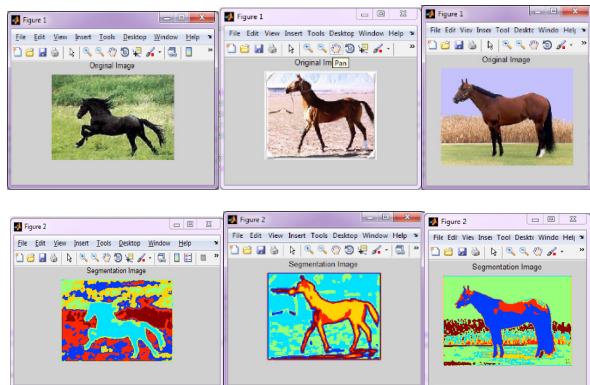 Figure 1
File Edit View Insert Tools Desktop Window Help
Original Image
Figure 1
File Edit View Insert Tools Desktop Window Help
Original Im Pan
Figure 1
File Edit View Inser Tool Deskto Windo Help
Original Image
Figure 2
File Edit View Insert Tools Desktop Window Help
Segmentation Image
Figure 2
File Edit View Insert Tools Desktop Window Help
Segmentation Image
Figure 2
File Edit View Inser Tool Deskto Windo Help
Segmentation Image